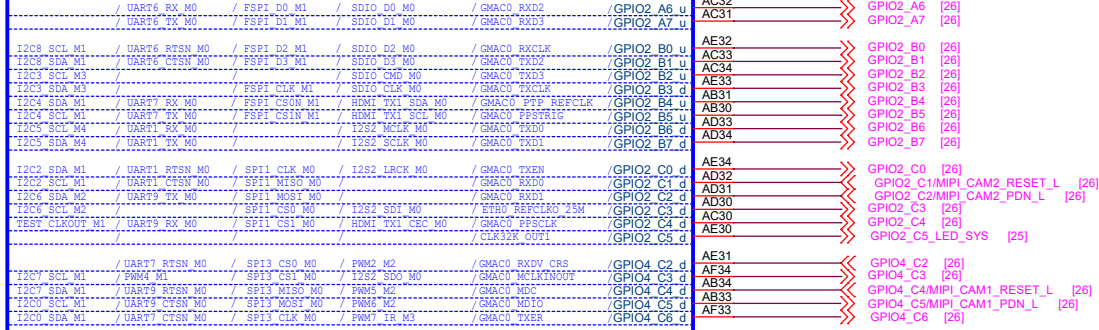 / UART6_RX_M0 / FSPI_D0_M1 / SDIO_D0_M0 / GMAC0_RXD2 /GPIO2_A6_u AC32 GPIO2_A6 [26]
/ UART6_TX_M0 / FSPI_D1_M1 / SDIO_D1_M0 / GMAC0_RXD3 /GPIO2_A7_u AC31 GPIO2_A7 [26]
I2C8_SCL_M1 / UART6_RTSN_M0 / FSPI_D2_M1 / SDIO_D2_M0 / GMAC0_RXCLK /GPIO2_B0_u AE32 GPIO2_B0 [26]
I2C8_SDA_M1 / UART6_CTSN_M0 / FSPI_D3_M1 / SDIO_D3_M0 / GMAC0_TXD2 /GPIO2_B1_u AC33 GPIO2_B1 [26]
I2C3_SCL_M3 / / / SDIO_CMD_M0 / GMAC0_TXD3 /GPIO2_B2_u AC34 GPIO2_B2 [26]
I2C3_SDA_M3 / / FSPI_CLK_M1 / SDIO_CLK_M0 / GMAC0_TXCLK /GPIO2_B3_d AE33 GPIO2_B3 [26]
I2C4_SDA_M1 / UART7_RX_M0 / FSPI_CS0N_M1 / HDMI_TX1_SDA_M0 / GMAC0_PTP_REFCLK /GPIO2_B4_u AB31 GPIO2_B4 [26]
I2C4_SCL_M1 / UART7_TX_M0 / FSPI_CS1N_M1 / HDMI_TX1_SCL_M0 / GMAC0_PPSTRIG /GPIO2_B5_u AB30 GPIO2_B5 [26]
I2C5_SCL_M4 / UART1_RX_M0 / / I2S2_MCLK_M0 /GMAC0_TXD0 /GPIO2_B6_d AD33 GPIO2_B6 [26]
I2C5_SDA_M4 / UART1_TX_M0 / / I2S2_SCLK_M0 /GMAC0_TXD1 /GPIO2_B7_d AD34 GPIO2_B7 [26]
I2C2_SDA_M1 / UART1_RTSN_M0 / SPI1_CLK_M0 / I2S2_LRCK_M0 / GMAC0_TXEN /GPIO2_C0_d AE34 GPIO2_C0 [26]
I2C2_SCL_M1 / UART1_CTSN_M0 / SPI1_MISO_M0 / / GMAC0_RXD0 /GPIO2_C1_d AD32 GPIO2_C1/MIPI_CAM2_RESET_L [26]
I2C6_SDA_M2 / UART9_TX_M0 / SPI1_MOSI_M0 / / GMAC0_RXD1 /GPIO2_C2_d AD31 GPIO2_C2/MIPI_CAM2_PDN_L [26]
I2C6_SCL_M2 / / SPI1_CS0_M0 / I2S2_SDI_M0 / ETH0_REFCLKO_25M /GPIO2_C3_d AD30 GPIO2_C3 [26]
TEST_CLKOUT_M1 / UART9_RX_M0 / SPI1_CS1_M0 / HDMI_TX1_CEC_M0 / GMAC0_PPSCLK /GPIO2_C4_d AC30 GPIO2_C4 [26]
/ / / /CLK32K_OUT1 /GPIO2_C5_d AE30 GPIO2_C5_LED_SYS [25]
/UART7_RTSN_M0 / SPI3_CS0_M0 / PWM2_M2 /GMAC0_RXDV_CRS /GPIO4_C2_d AE31 GPIO4_C2 [26]
I2C7_SCL_M1 / PWM4_M1 / SPI3_CS1_M0 / I2S2_SDO_M0 /GMAC0_MCLKINOUT /GPIO4_C3_d AF34 GPIO4_C3 [26]
I2C7_SDA_M1 / UART9_RTSN_M0 / SPI3_MISO_M0 / PWM5_M2 /GMAC0_MDC /GPIO4_C4_d AB34 GPIO4_C4/MIPI_CAM1_RESET_L [26]
I2C0_SCL_M1 / UART9_CTSN_M0 / SPI3_MOSI_M0 / PWM6_M2 /GMAC0_MDIO /GPIO4_C5_d AB33 GPIO4_C5/MIPI_CAM1_PDN_L [26]
I2C0_SDA_M1 / UART7_CTSN_M0 / SPI3_CLK_M0 / PWM7_IR_M3 /GMAC0_TXER /GPIO4_C6_d AF33 GPIO4_C6 [26]